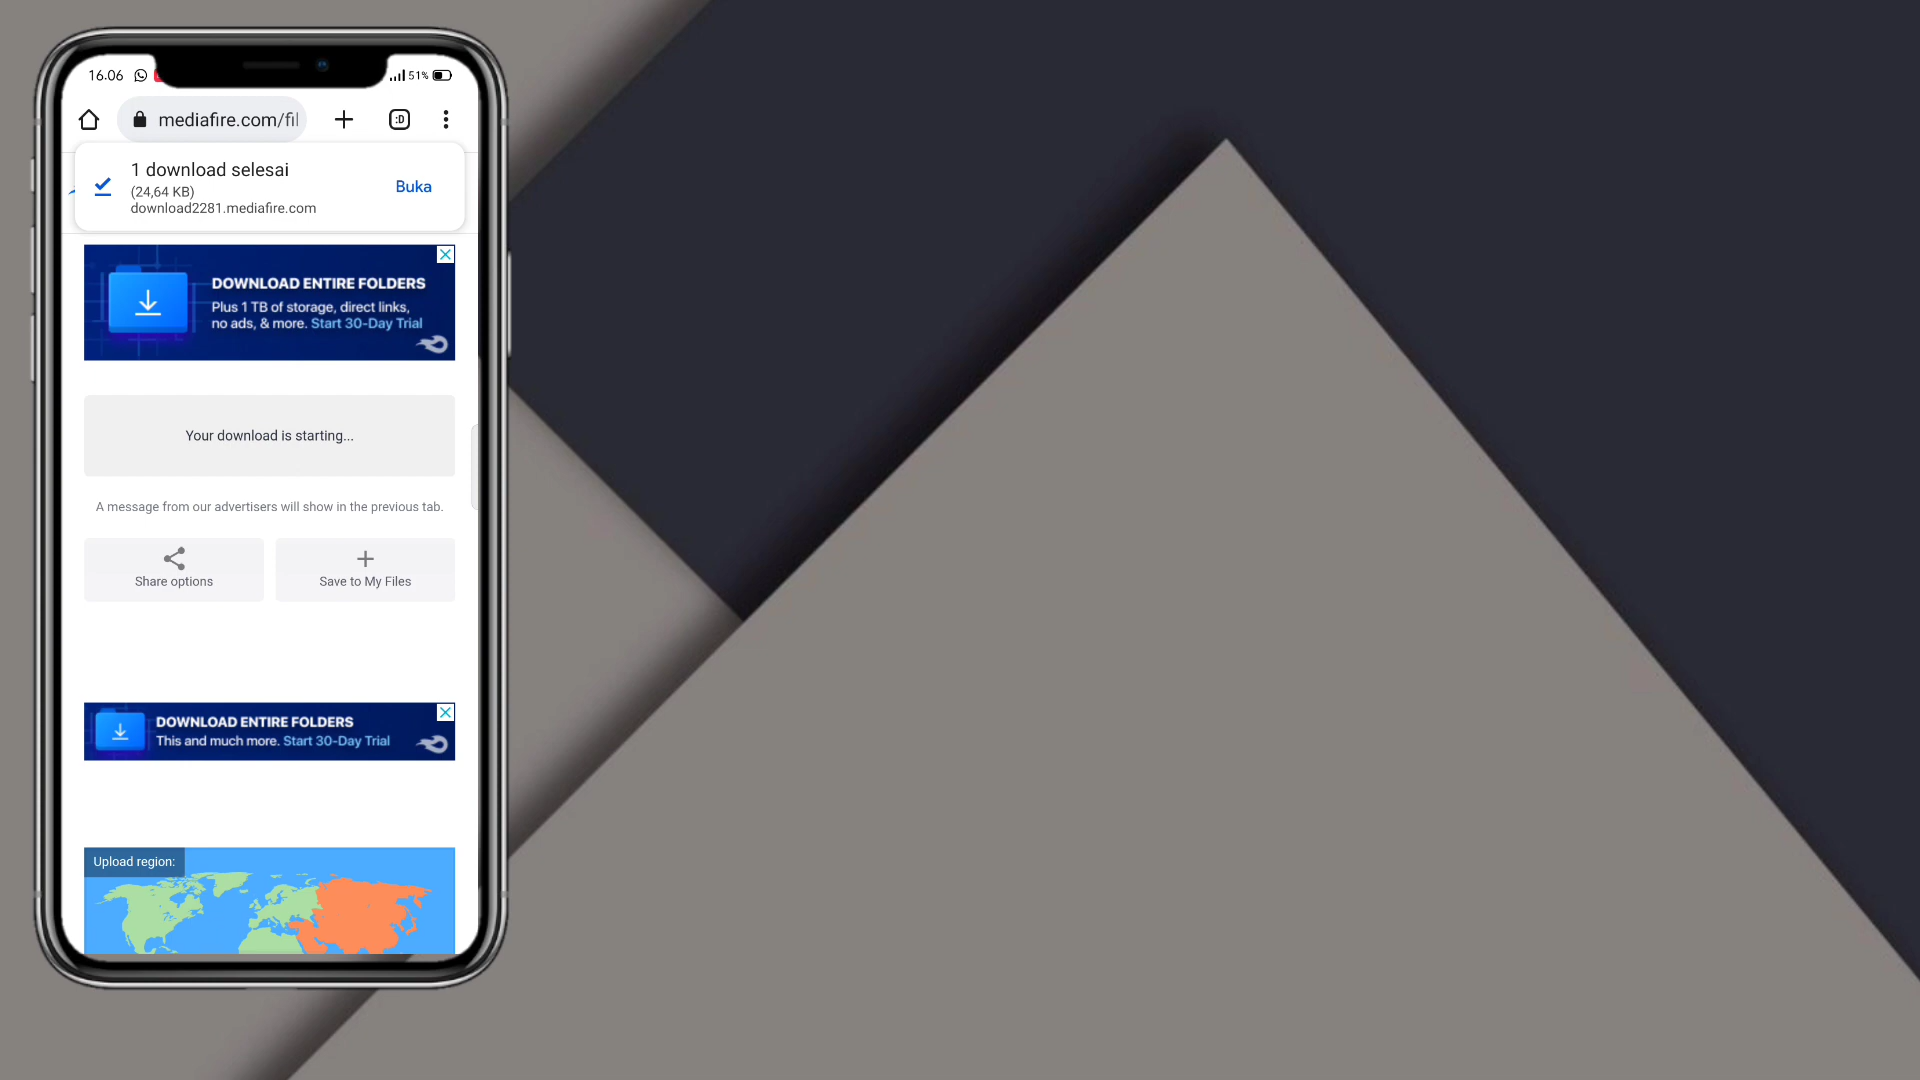 16.06
51%
mediafire.com/fil
:D
1 download selesai
(24,64 KB)
download2281.mediafire.com
Buka
DOWNLOAD ENTIRE FOLDERS
Plus 1 TB of storage, direct links,
no ads, & more. Start 30-Day Trial
Your download is starting...
A message from our advertisers will show in the previous tab.
Share options
Save to My Files
DOWNLOAD ENTIRE FOLDERS
This and much more. Start 30-Day Trial
Upload region: